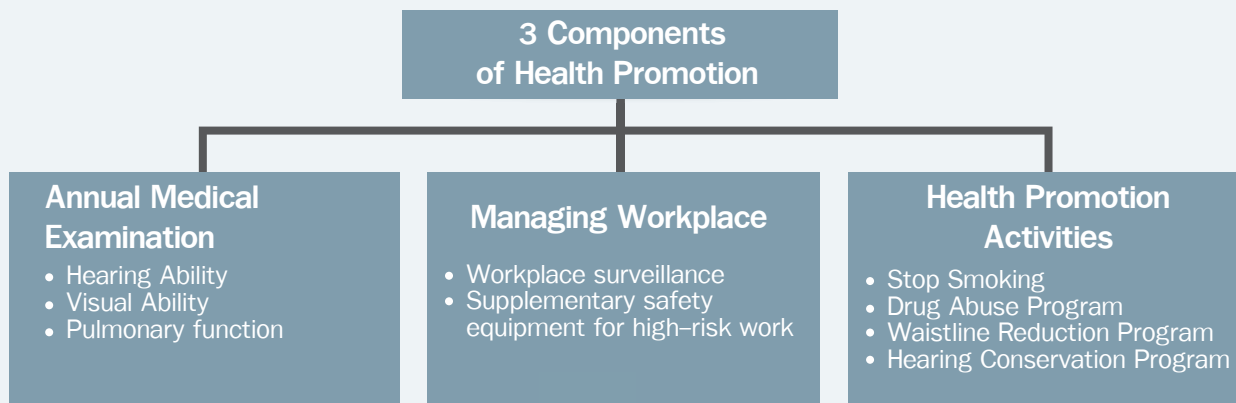 3 Components
of Health Promotion
Annual Medical
Examination
• Hearing Ability
• Visual Ability
• Pulmonary function
Managing Workplace
• Workplace surveillance
• Supplementary safety
equipment for high–risk work
Health Promotion
Activities
• Stop Smoking
• Drug Abuse Program
• Waistline Reduction Program
• Hearing Conservation Program